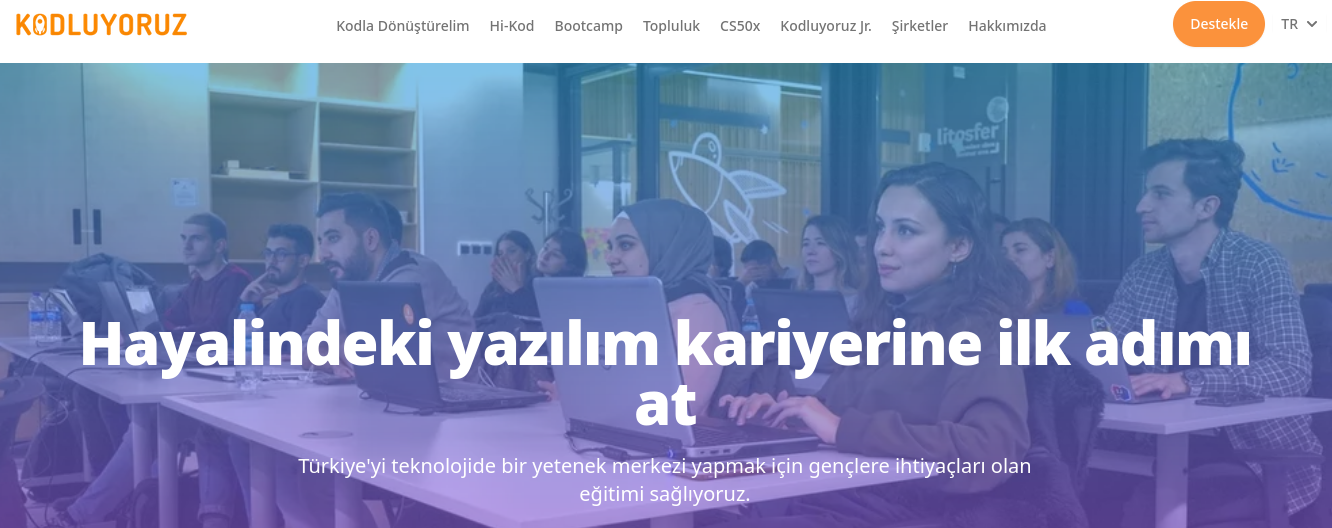 KODLUYORUZ
Kodla Dönüştürelim Hi-Kod Bootcamp Topluluk CS50x Kodluyoruz Jr. Şirketler Hakkımızda
Destekle TR
litosfer
Hayalindeki yazılım kariyerine ilk adımı
at
Türkiye'yi teknolojide bir yetenek merkezi yapmak için gençlere ihtiyaçları olan
eğitimi sağlıyoruz.